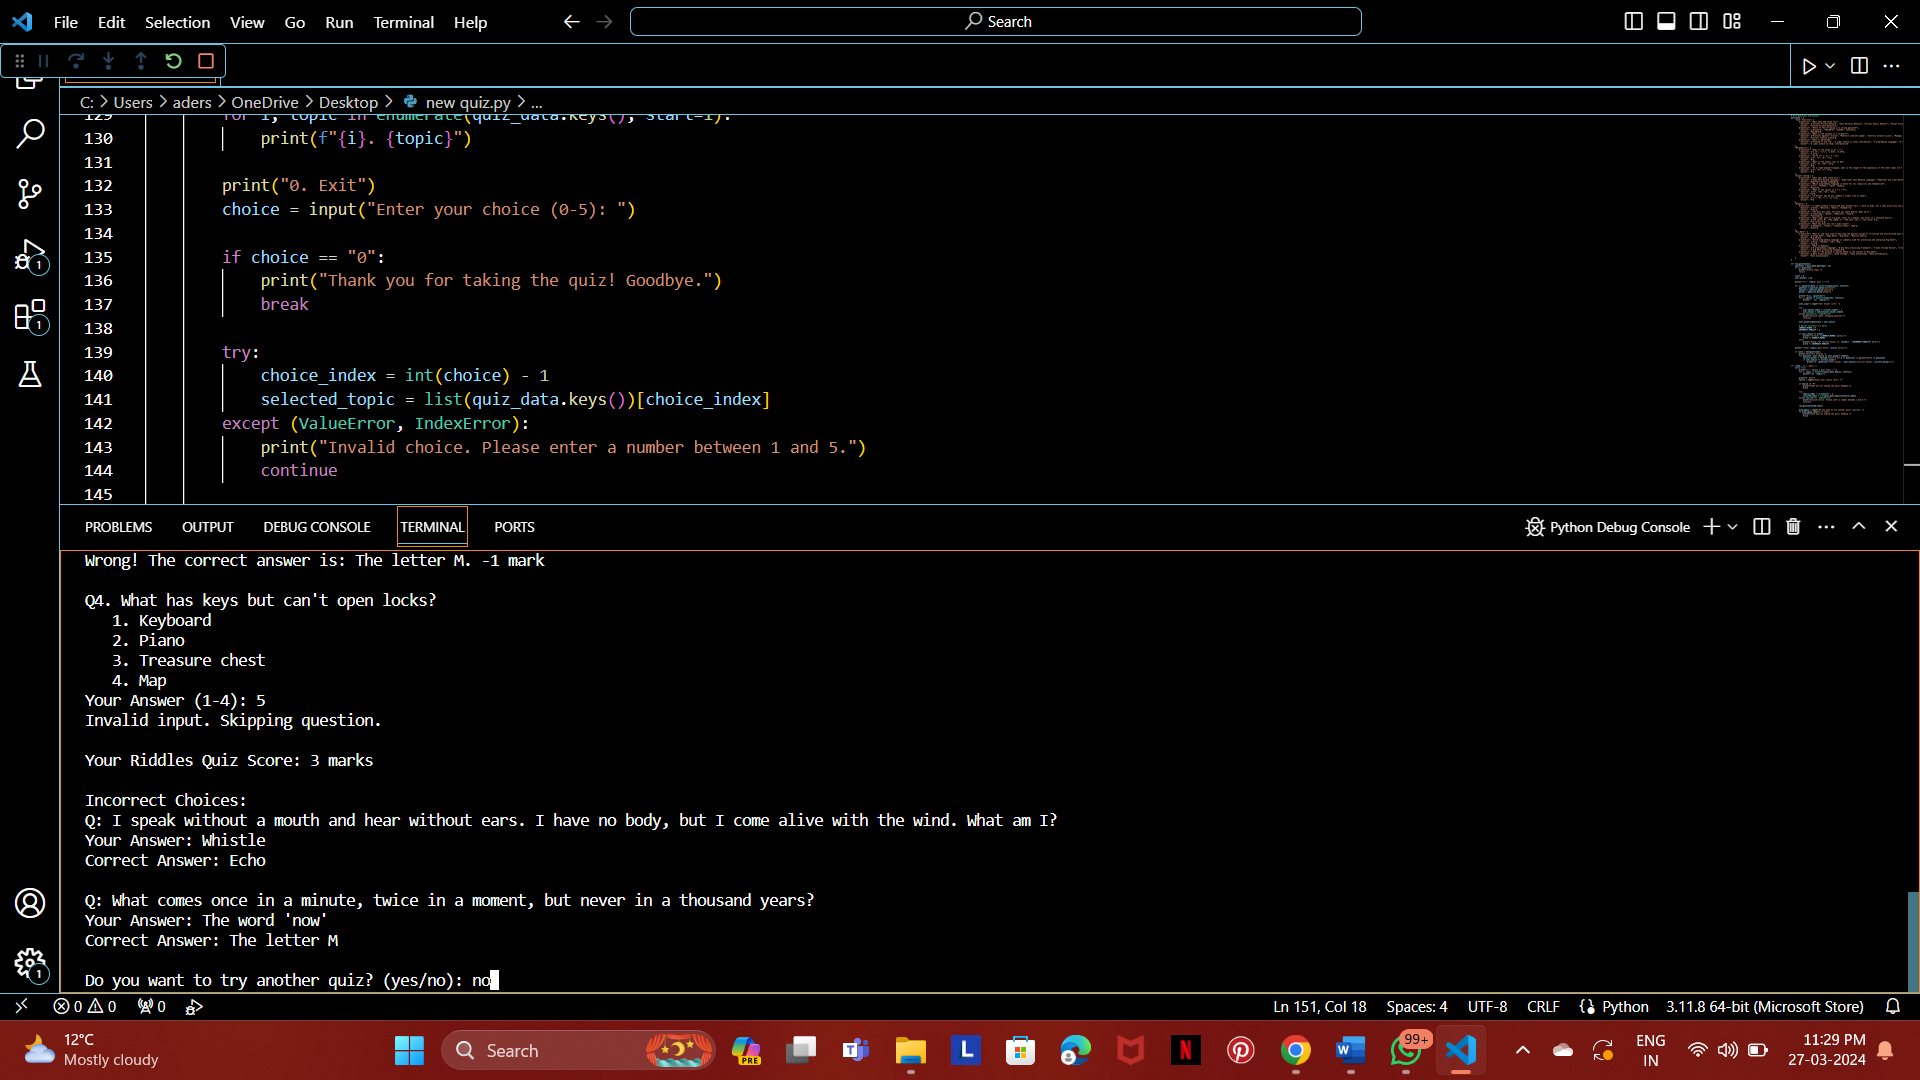 File Edit Selection View Go Run Terminal Help Search
C: > Users > aders > OneDrive > Desktop > new quiz.py > ...
129 for i, topic in enumerate(quiz_data.keys(), start=1):
130 print(f"{i}. {topic}")
131
132 print("0. Exit")
133 choice = input("Enter your choice (0-5): ")
134
135 if choice == "0":
136 print("Thank you for taking the quiz! Goodbye.")
137 break
138
139 try:
140 choice_index = int(choice) - 1
141 selected_topic = list(quiz_data.keys())[choice_index]
142 except (ValueError, IndexError):
143 print("Invalid choice. Please enter a number between 1 and 5.")
144 continue
145
PROBLEMS OUTPUT DEBUG CONSOLE TERMINAL PORTS Python Debug Console
Wrong! The correct answer is: The letter M. -1 mark
Q4. What has keys but can't open locks?
1. Keyboard
2. Piano
3. Treasure chest
4. Map
Your Answer (1-4): 5
Invalid input. Skipping question.
Your Riddles Quiz Score: 3 marks
Incorrect Choices:
Q: I speak without a mouth and hear without ears. I have no body, but I come alive with the wind. What am I?
Your Answer: Whistle
Correct Answer: Echo
Q: What comes once in a minute, twice in a moment, but never in a thousand years?
Your Answer: The word 'now'
Correct Answer: The letter M
Do you want to try another quiz? (yes/no): no
0 0 0 Ln 151, Col 18 Spaces: 4 UTF-8 CRLF Python 3.11.8 64-bit (Microsoft Store)
12°C
Mostly cloudy
Search
PRE
99+
ENG
IN
11:29 PM
27-03-2024